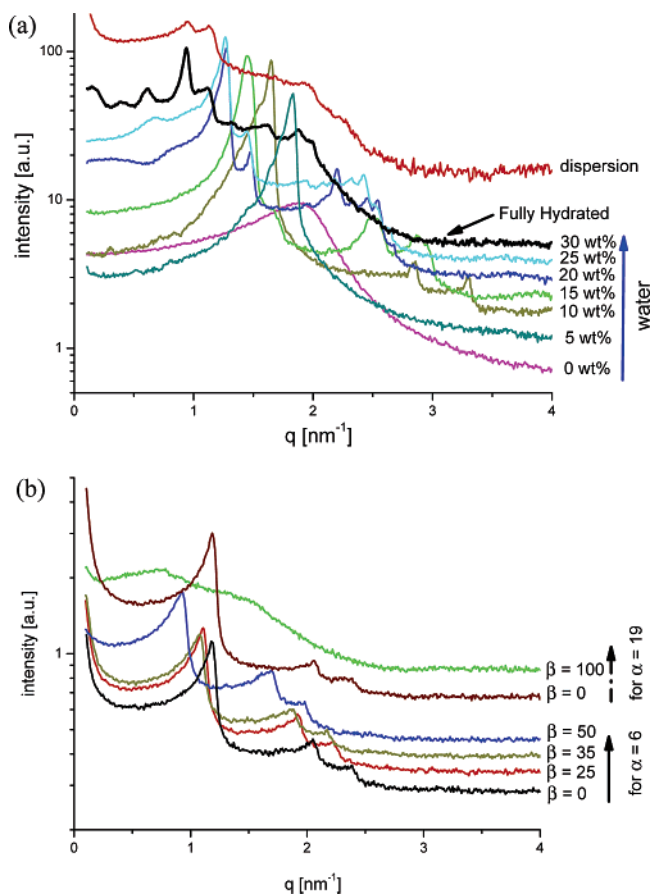 (a)
100
10
1
intensity [a.u.]
dispersion
Fully Hydrated
30 wt%
25 wt%
20 wt%
15 wt%
10 wt%
5 wt%
0 wt%
water
0 1 2 3 4
q [nm⁻¹]
(b)
1
intensity [a.u.]
β = 100
β = 0
for α = 19
β = 50
β = 35
β = 25
β = 0
for α = 6
0 1 2 3 4
q [nm⁻¹]